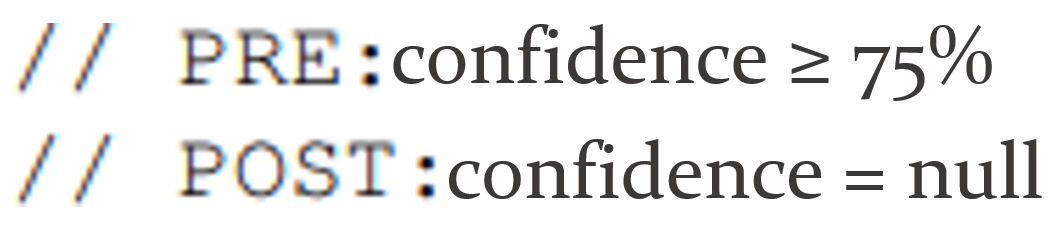 // PRE:confidence ≥ 75%
// POST:confidence = null